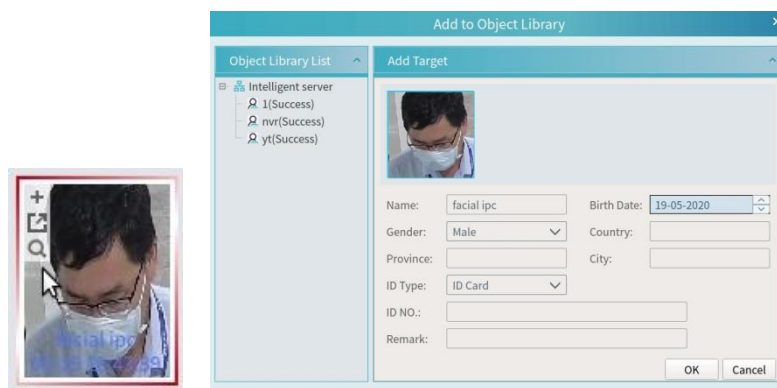 facial ipc
Add to Object Library
Object Library List
Intelligent server
1(Success)
nvr(Success)
yt(Success)
Add Target
Name:
facial ipc
Birth Date:
19-05-2020
Gender:
Male
Country:
Province:
City:
ID Type:
ID Card
ID NO.:
Remark:
OK
Cancel